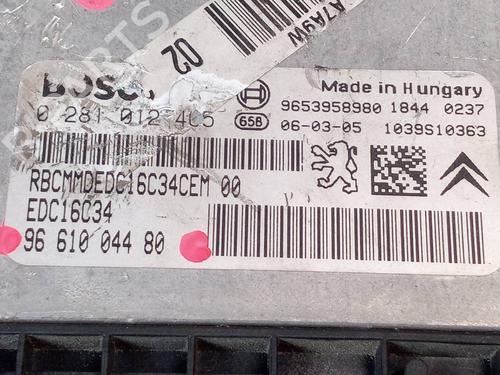 A7A9W
02
BOSCH
Made in Hungary
0 281 012 465
658
9653958980 1844 0237
06-03-05 1039S10363
RBCMMDEDC16C34CEM 00
EDC16C34
96 610 044 80